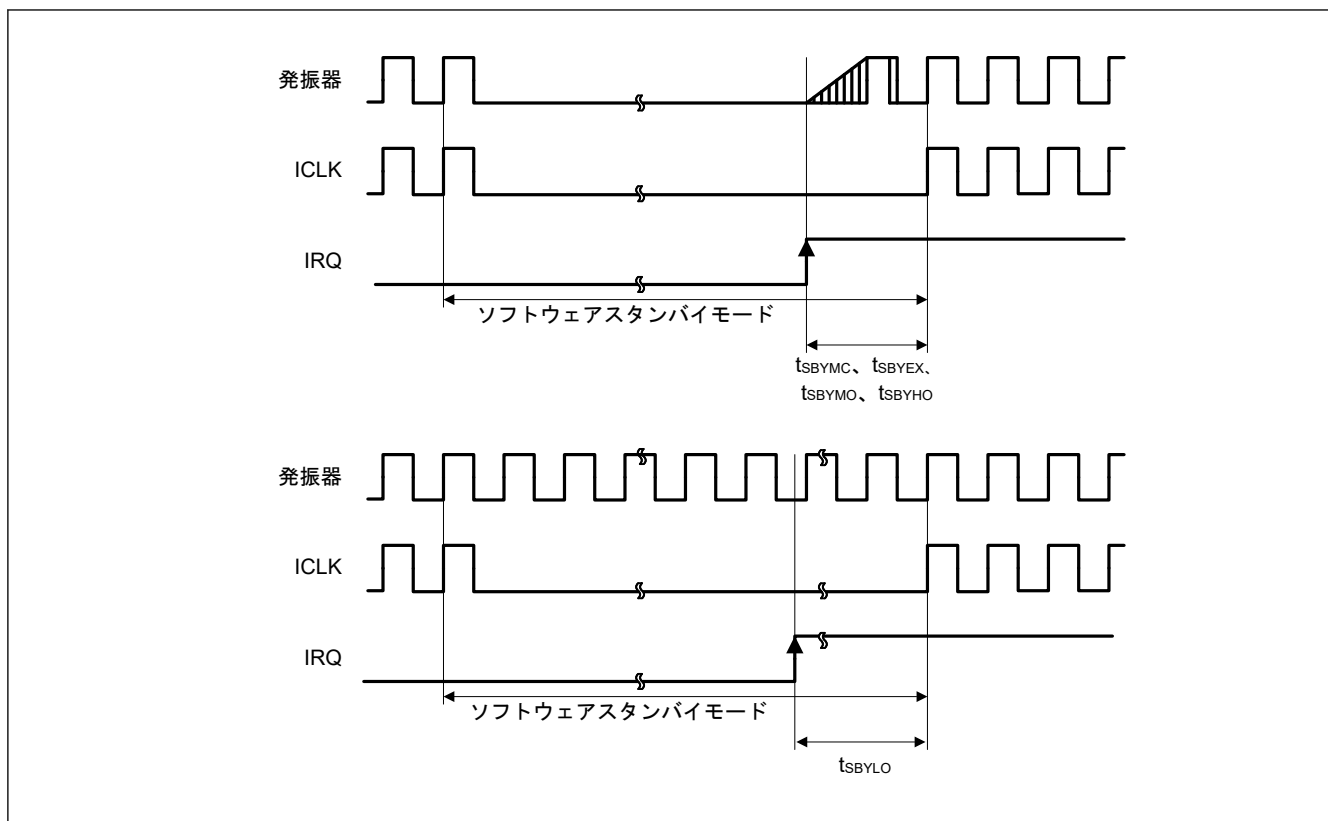 発振器
ICLK
IRQ
ソフトウェアスタンバイモード
tSBYMC、tSBYEX、
tSBYMO、tSBYHO
発振器
ICLK
IRQ
ソフトウェアスタンバイモード
tSBYLO